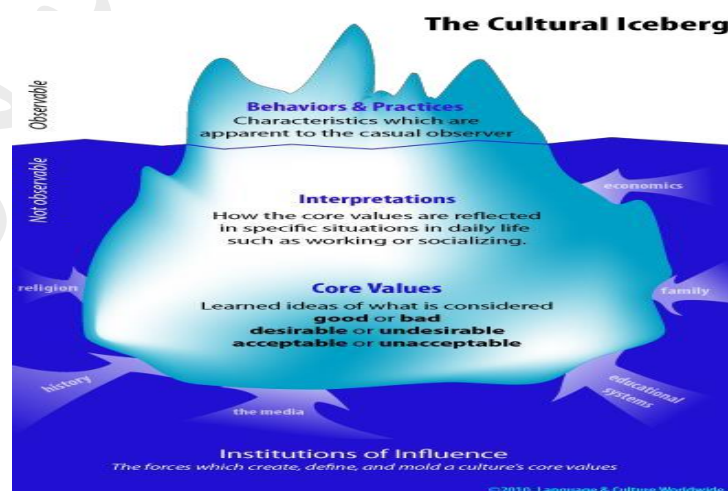 The Cultural Iceberg
Observable
Behaviors & Practices
Characteristics which are
apparent to the casual observer
Not observable
economics
Interpretations
How the core values are reflected
in specific situations in daily life
such as working or socializing.
religion
family
Core Values
Learned ideas of what is considered
good or bad
desirable or undesirable
acceptable or unacceptable
history
the media
educational
systems
Institutions of Influence
The forces which create, define, and mold a culture's core values
©2010 Language & Culture Worldwide